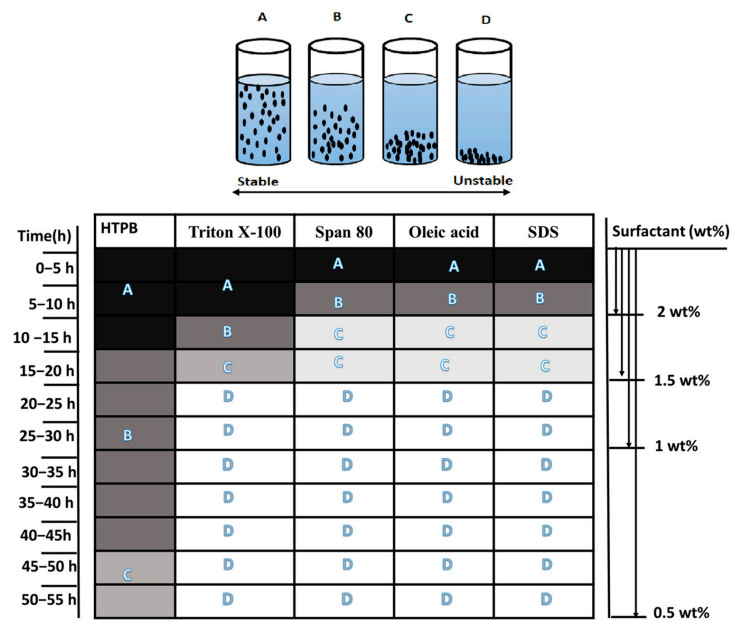 A B C D
Stable Unstable
Time(h) HTPB Triton X-100 Span 80 Oleic acid SDS Surfactant (wt%)
0–5 h A A A A A
5–10 h B B B
2 wt%
10 –15 h B C C C
15–20 h C C C C
1.5 wt%
20–25 h D D D D
25–30 h B D D D D
1 wt%
30–35 h D D D D
35–40 h D D D D
40–45h D D D D
45–50 h C D D D D
50–55 h D D D D
0.5 wt%